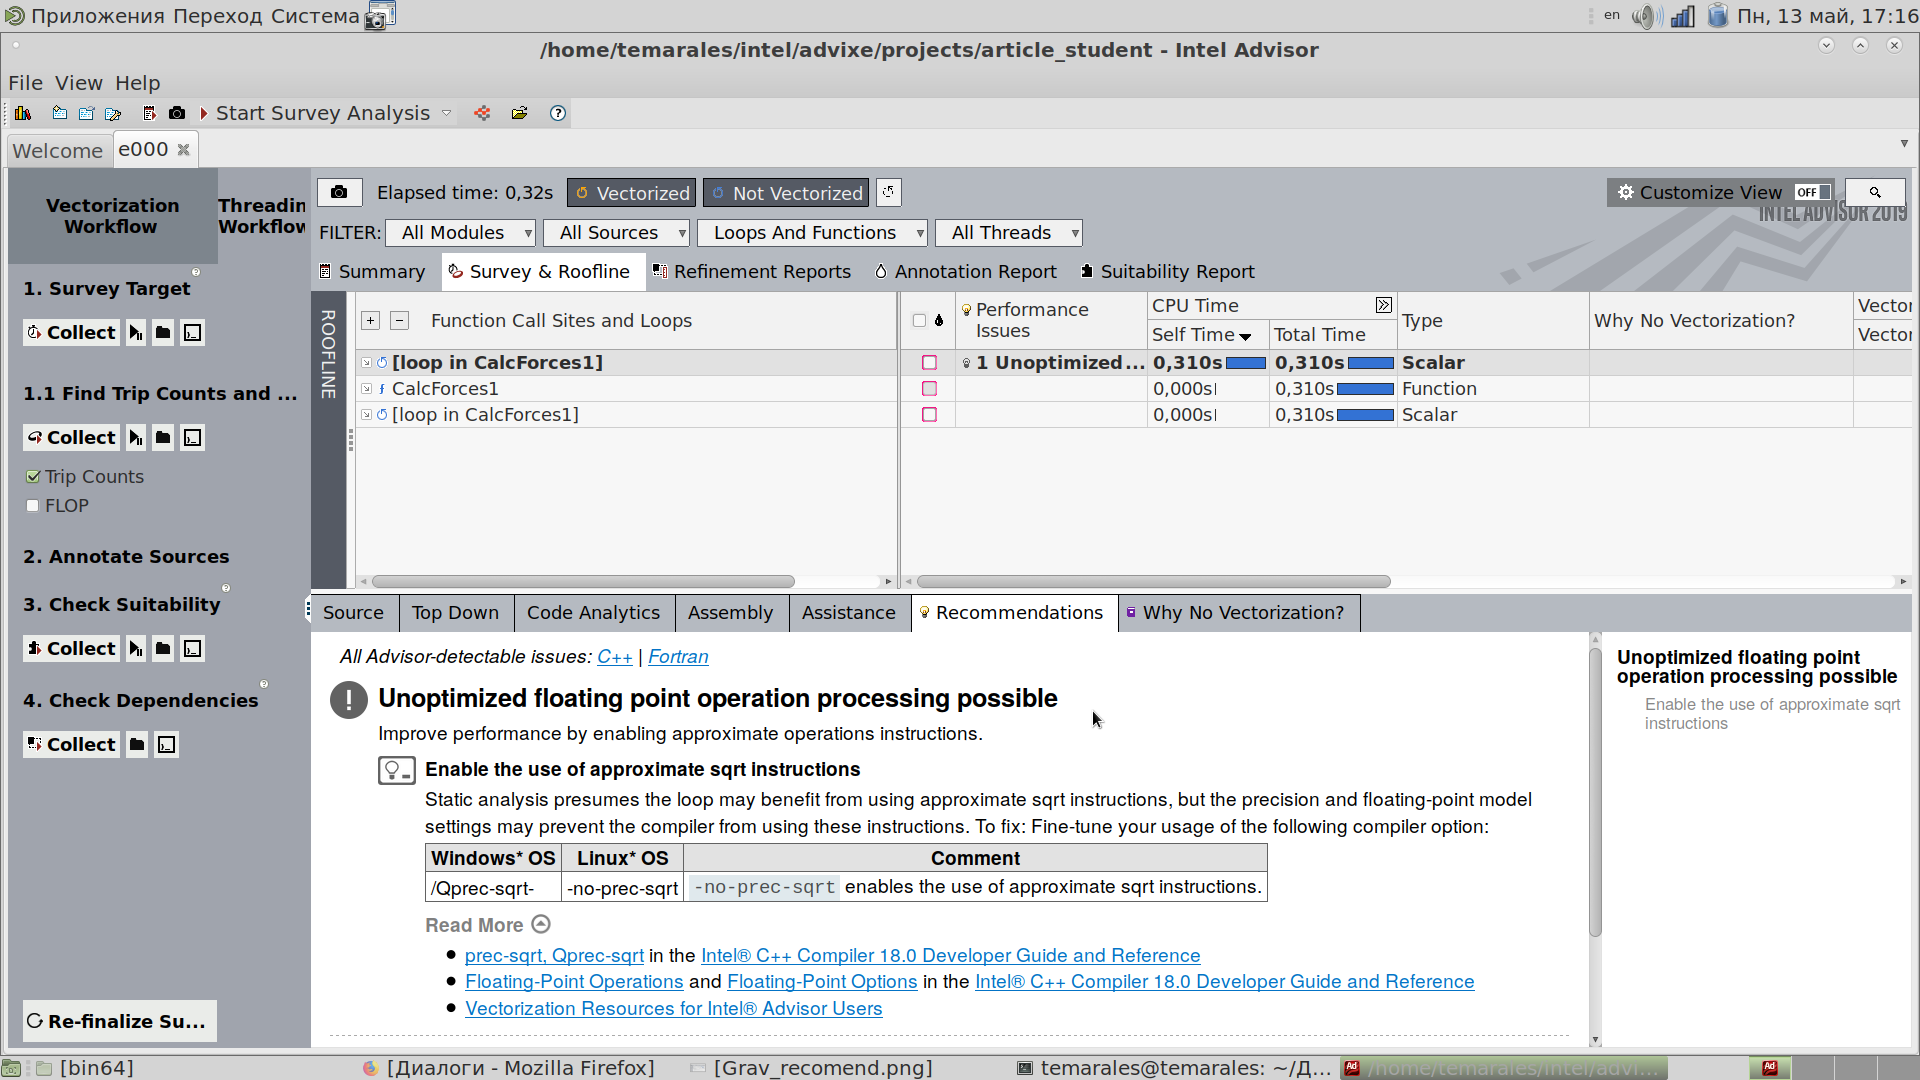 Приложения Переход Система
en Пн, 13 май, 17:16
/home/temarales/intel/advixe/projects/article_student - Intel Advisor
File View Help
Start Survey Analysis
Welcome e000
Vectorization Workflow
Threadin Workflow
Elapsed time: 0,32s Vectorized Not Vectorized
Customize View OFF
INTEL ADVISOR 2019
FILTER: All Modules All Sources Loops And Functions All Threads
Summary Survey & Roofline Refinement Reports Annotation Report Suitability Report
1. Survey Target
Collect
1.1 Find Trip Counts and ...
Collect
Trip Counts
FLOP
2. Annotate Sources
3. Check Suitability
Collect
4. Check Dependencies
Collect
Re-finalize Su...
ROOFLINE
+ − Function Call Sites and Loops
Performance Issues
CPU Time
Self Time Total Time
Type
Why No Vectorization?
Vector
Vector
[loop in CalcForces1] 1 Unoptimized... 0,310s 0,310s Scalar
f CalcForces1 0,000s 0,310s Function
[loop in CalcForces1] 0,000s 0,310s Scalar
Source Top Down Code Analytics Assembly Assistance Recommendations Why No Vectorization?
All Advisor-detectable issues: C++ | Fortran
Unoptimized floating point operation processing possible
Improve performance by enabling approximate operations instructions.
Enable the use of approximate sqrt instructions
Static analysis presumes the loop may benefit from using approximate sqrt instructions, but the precision and floating-point model
settings may prevent the compiler from using these instructions. To fix: Fine-tune your usage of the following compiler option:
Windows* OS Linux* OS Comment
/Qprec-sqrt- -no-prec-sqrt -no-prec-sqrt enables the use of approximate sqrt instructions.
Read More
• prec-sqrt, Qprec-sqrt in the Intel® C++ Compiler 18.0 Developer Guide and Reference
• Floating-Point Operations and Floating-Point Options in the Intel® C++ Compiler 18.0 Developer Guide and Reference
• Vectorization Resources for Intel® Advisor Users
Unoptimized floating point
operation processing possible
Enable the use of approximate sqrt
instructions
[bin64] [Диалоги - Mozilla Firefox] [Grav_recomend.png] temarales@temarales: ~/Д... /home/temarales/intel/advi...